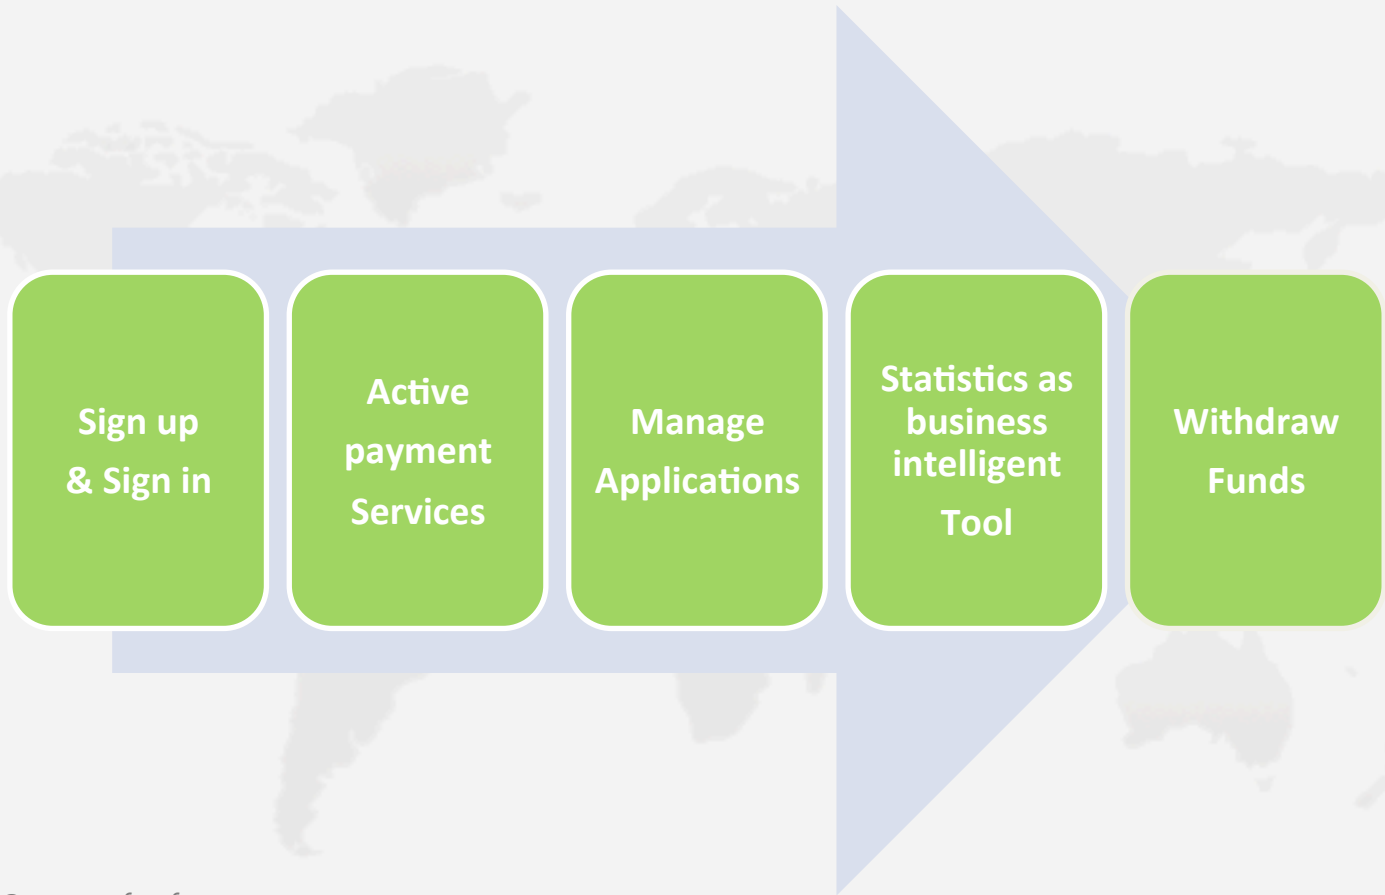 Sign up
& Sign in
Active
payment
Services
Manage
Applications
Statistics as
business
intelligent
Tool
Withdraw
Funds